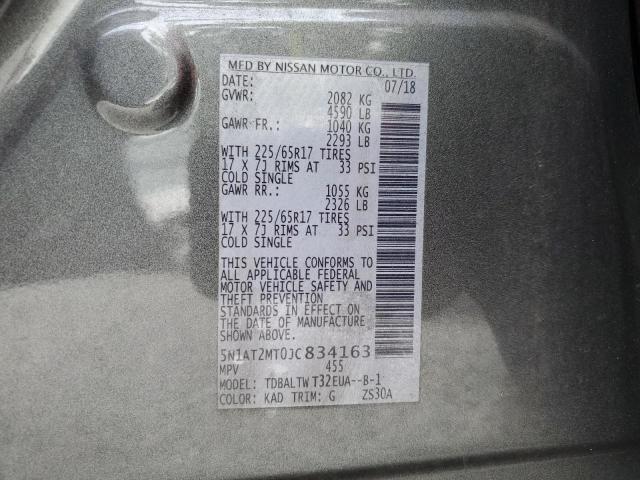 MFD BY NISSAN MOTOR CO., LTD.
DATE: 07/18
GVWR: 2082 KG
4590 LB
GAWR FR.: 1040 KG
2293 LB
WITH 225/65R17 TIRES
17 X 7J RIMS AT 33 PSI
COLD SINGLE
GAWR RR.: 1055 KG
2326 LB
WITH 225/65R17 TIRES
17 X 7J RIMS AT 33 PSI
COLD SINGLE
THIS VEHICLE CONFORMS TO
ALL APPLICABLE FEDERAL
MOTOR VEHICLE SAFETY AND
THEFT PREVENTION
STANDARDS IN EFFECT ON
THE DATE OF MANUFACTURE
SHOWN ABOVE.
5N1AT2MT0JC834163
MPV 455
MODEL: TDBALTW T32EUA--B-1
COLOR: KAD TRIM: G ZS30A